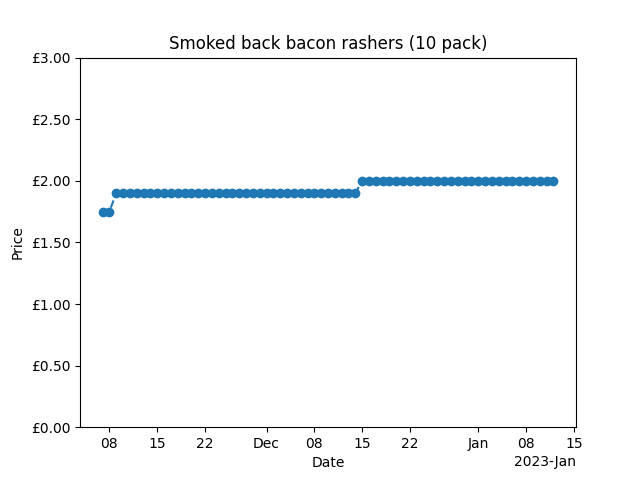 Smoked back bacon rashers (10 pack)
£3.00
£2.50
£2.00
£1.50
£1.00
£0.50
£0.00
Price
08 15 22 Dec 08 15 22 Jan 08 15
Date
2023-Jan